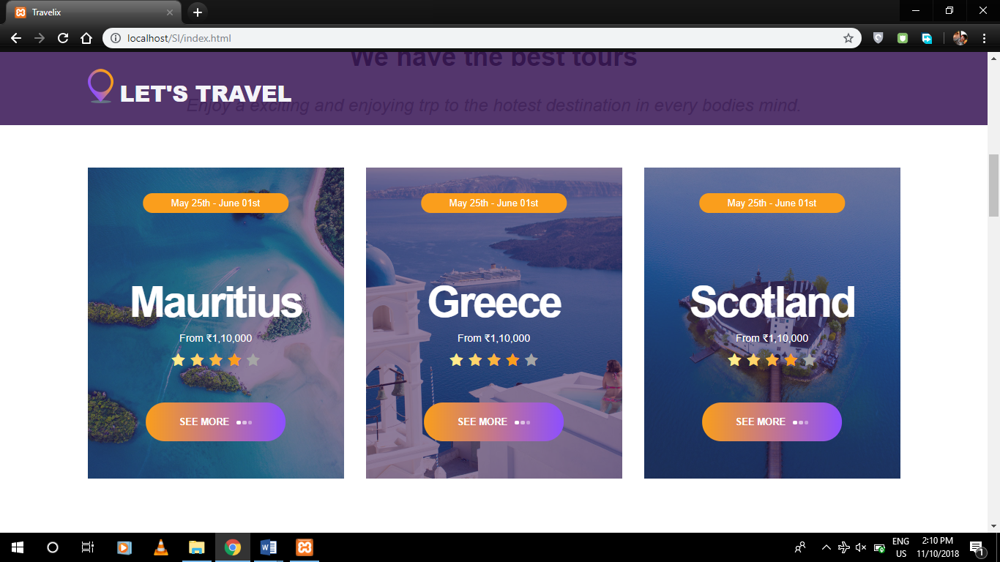 Travelix
localhost/SI/index.html
We have the best tours
LET'S TRAVEL
Enjoy a exciting and enjoying trp to the hotest destination in every bodies mind.
May 25th - June 01st
Mauritius
From ₹1,10,000
SEE MORE
May 25th - June 01st
Greece
From ₹1,10,000
SEE MORE
May 25th - June 01st
Scotland
From ₹1,10,000
SEE MORE
ENG
US
2:10 PM
11/10/2018
1